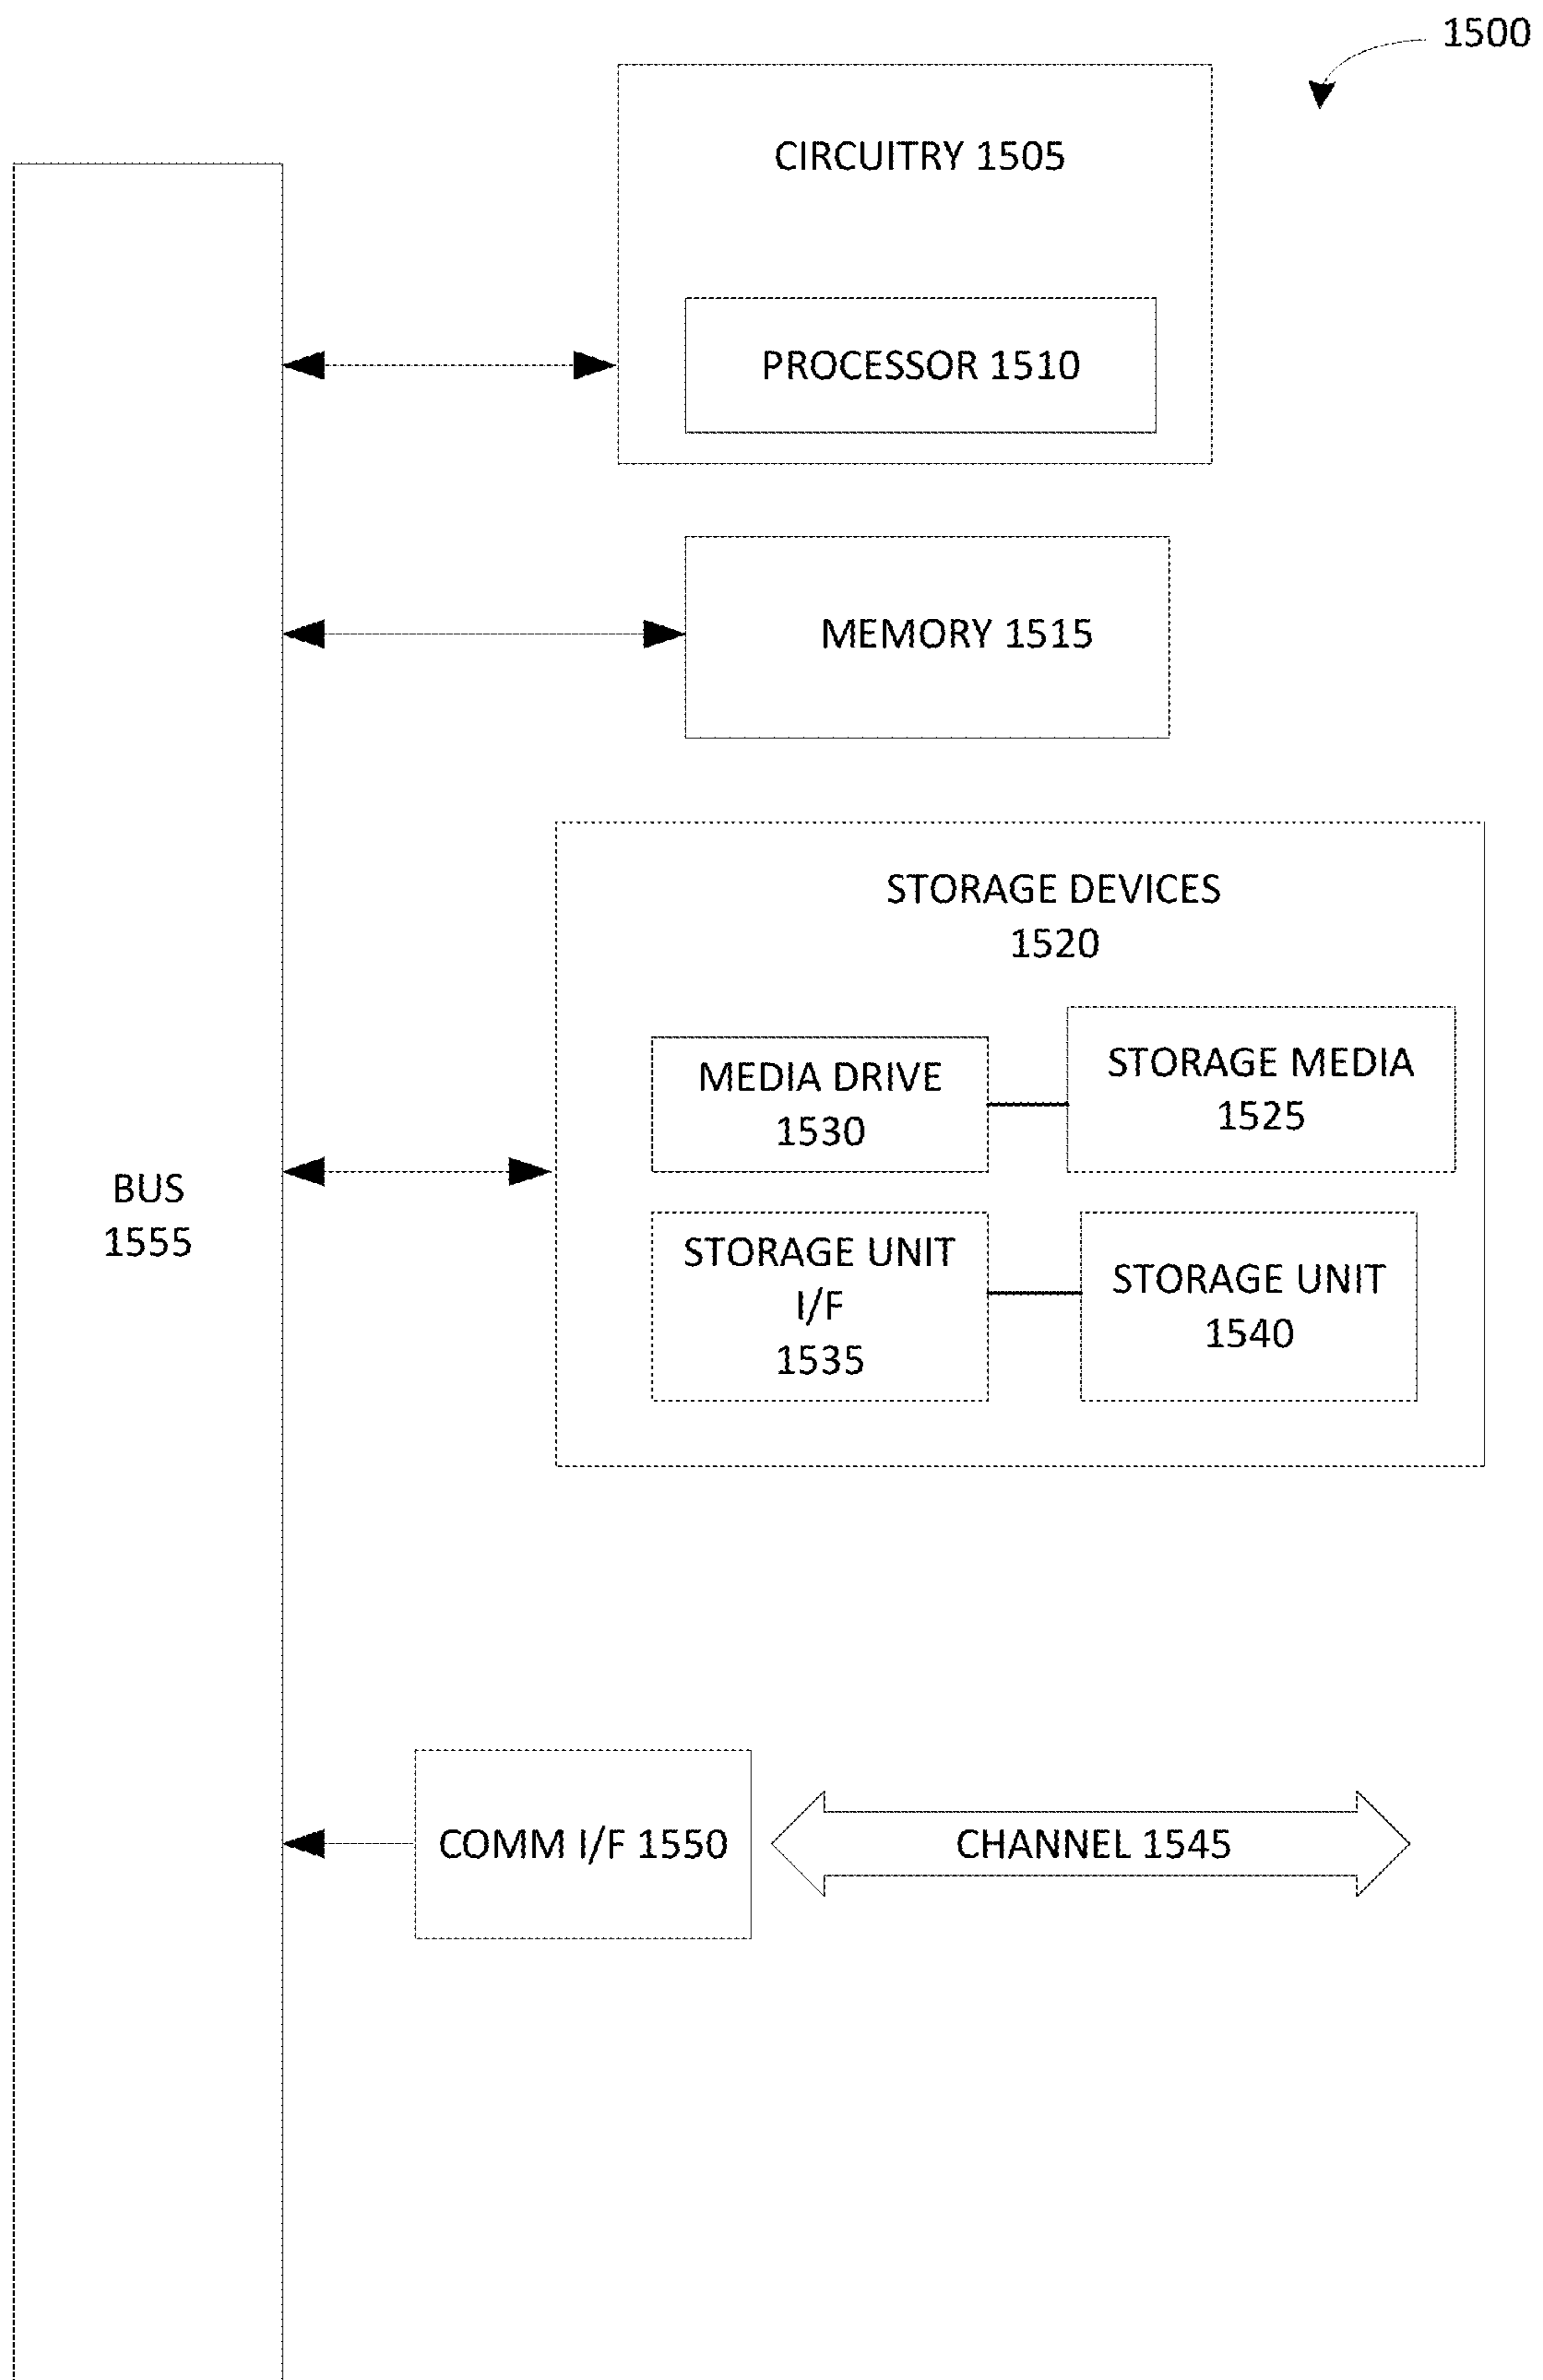 1500
CIRCUITRY 1505
PROCESSOR 1510
MEMORY 1515
STORAGE DEVICES
1520
MEDIA DRIVE
1530
STORAGE MEDIA
1525
BUS
1555
STORAGE UNIT
I/F
1535
STORAGE UNIT
1540
COMM I/F 1550
CHANNEL 1545